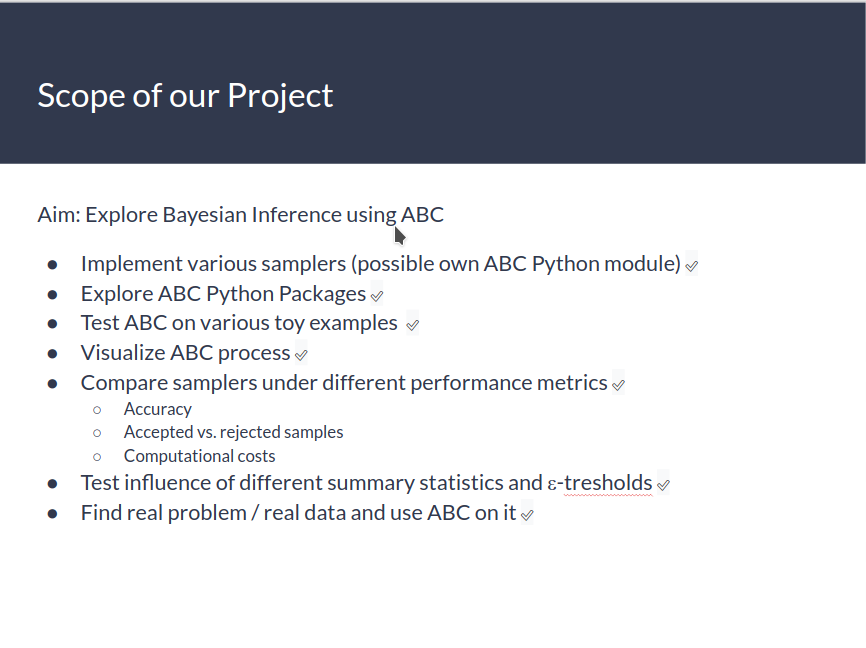 Scope of our Project
Aim: Explore Bayesian Inference using ABC
● Implement various samplers (possible own ABC Python module) ✓
● Explore ABC Python Packages ✓
● Test ABC on various toy examples ✓
● Visualize ABC process ✓
● Compare samplers under different performance metrics ✓
○ Accuracy
○ Accepted vs. rejected samples
○ Computational costs
● Test influence of different summary statistics and ε-tresholds ✓
● Find real problem / real data and use ABC on it ✓